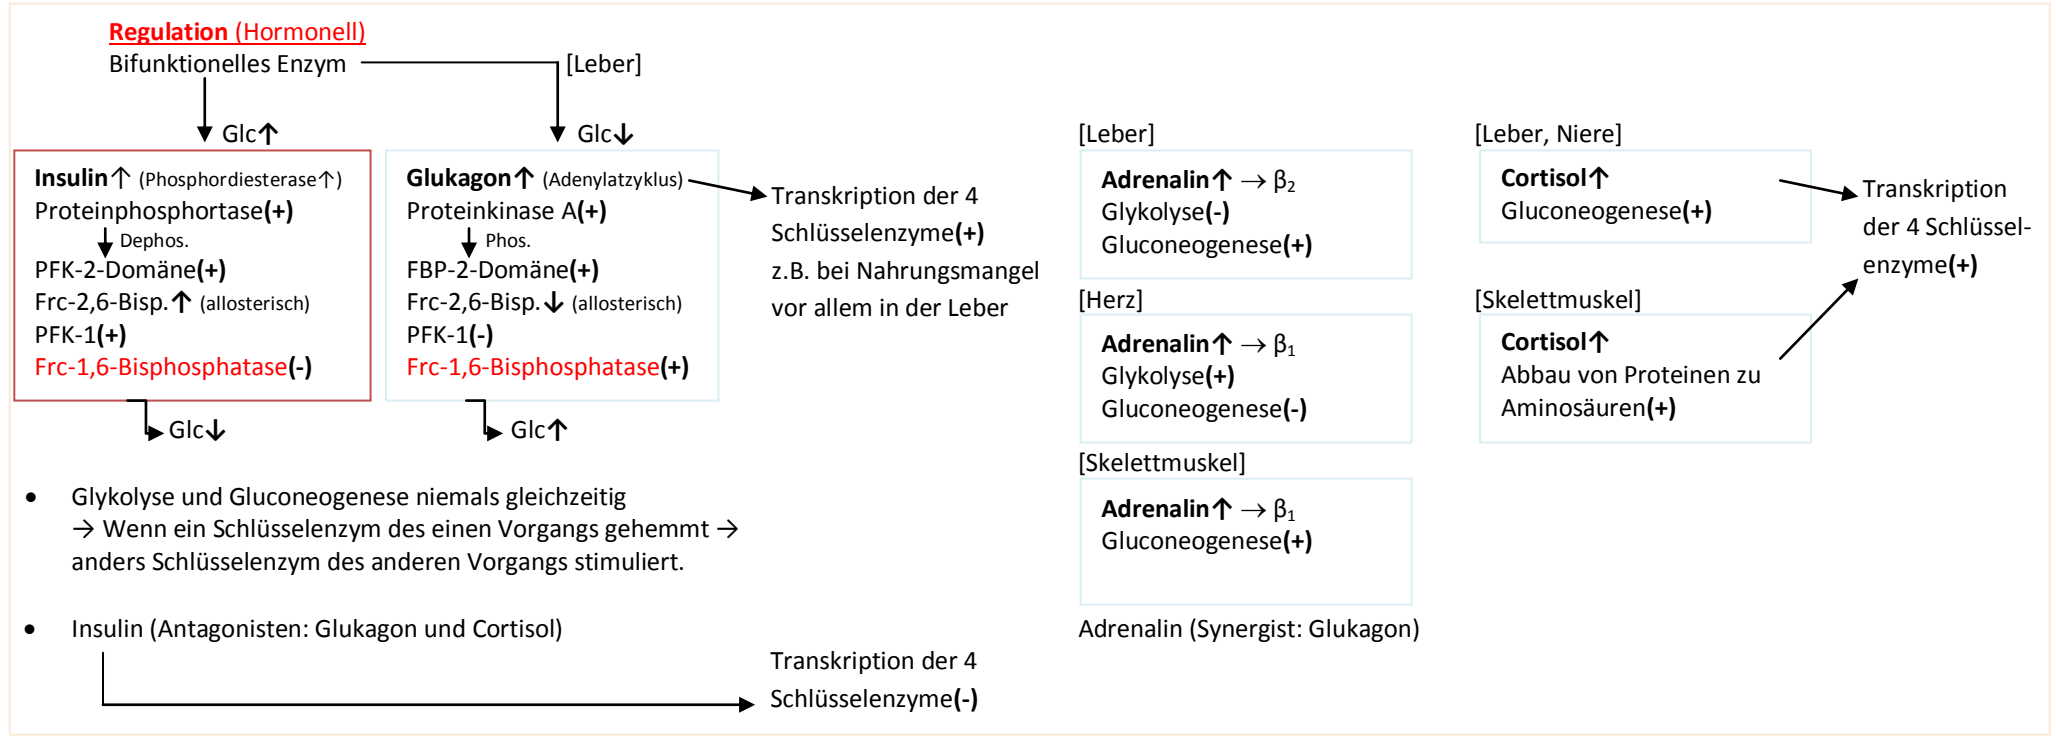 Regulation (Hormonell)
Bifunktionelles Enzym
[Leber]
Glc↑
Insulin↑ (Phosphordiesterase↑)
Proteinphosphortase(+)
Dephos.
PFK-2-Domäne(+)
Frc-2,6-Bisp.↑ (allosterisch)
PFK-1(+)
Frc-1,6-Bisphosphatase(-)
Glc↓
Glc↓
Glukagon↑ (Adenylatzyklus)
Proteinkinase A(+)
Phos.
FBP-2-Domäne(+)
Frc-2,6-Bisp.↓ (allosterisch)
PFK-1(-)
Frc-1,6-Bisphosphatase(+)
Glc↑
Transkription der 4
Schlüsselenzyme(+)
z.B. bei Nahrungsmangel
vor allem in der Leber
[Leber]
Adrenalin↑ → β₂
Glykolyse(-)
Gluconeogenese(+)
[Herz]
Adrenalin↑ → β₁
Glykolyse(+)
Gluconeogenese(-)
[Skelettmuskel]
Adrenalin↑ → β₁
Gluconeogenese(+)
Adrenalin (Synergist: Glukagon)
[Leber, Niere]
Cortisol↑
Gluconeogenese(+)
[Skelettmuskel]
Cortisol↑
Abbau von Proteinen zu
Aminosäuren(+)
Transkription
der 4 Schlüssel-
enzyme(+)
• Glykolyse und Gluconeogenese niemals gleichzeitig
→ Wenn ein Schlüsselenzym des einen Vorgangs gehemmt →
anders Schlüsselenzym des anderen Vorgangs stimuliert.
• Insulin (Antagonisten: Glukagon und Cortisol)
Transkription der 4
Schlüsselenzyme(-)